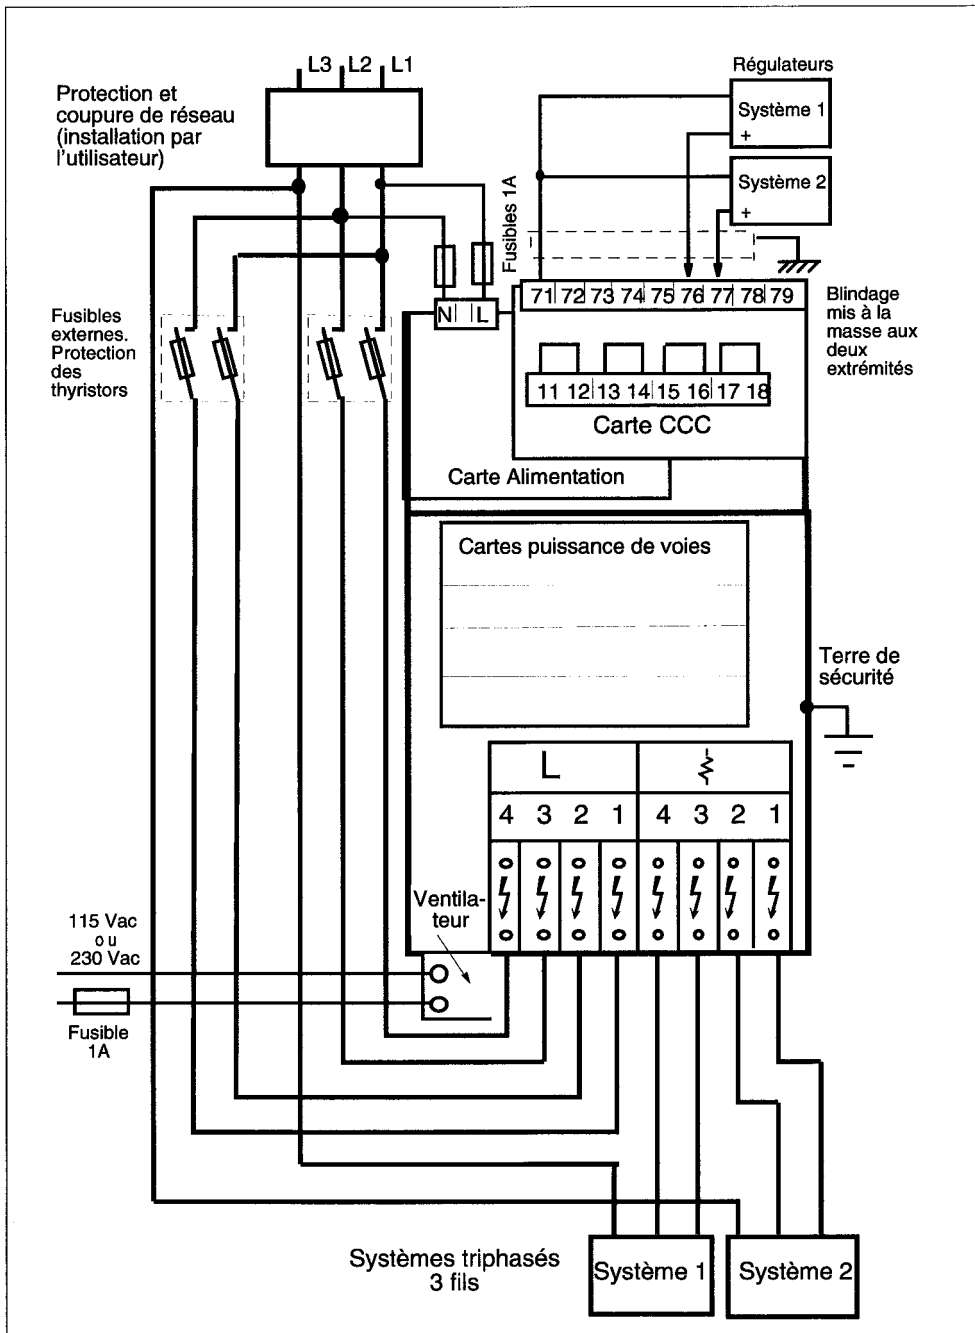 L3 L2 L1
Protection et
coupure de réseau
(installation par
l'utilisateur)
Régulateurs
Système 1
+
Système 2
+
Fusibles 1A
N L
71 72 73 74 75 76 77 78 79
Blindage
mis à la
masse aux
deux
extrémités
Fusibles
externes.
Protection
des
thyristors
11 12 13 14 15 16 17 18
Carte CCC
Carte Alimentation
Cartes puissance de voies
Terre de
sécurité
L
4 3 2 1 4 3 2 1
Ventila-
teur
115 Vac
ou
230 Vac
Fusible
1A
Systèmes triphasés
3 fils
Système 1
Système 2